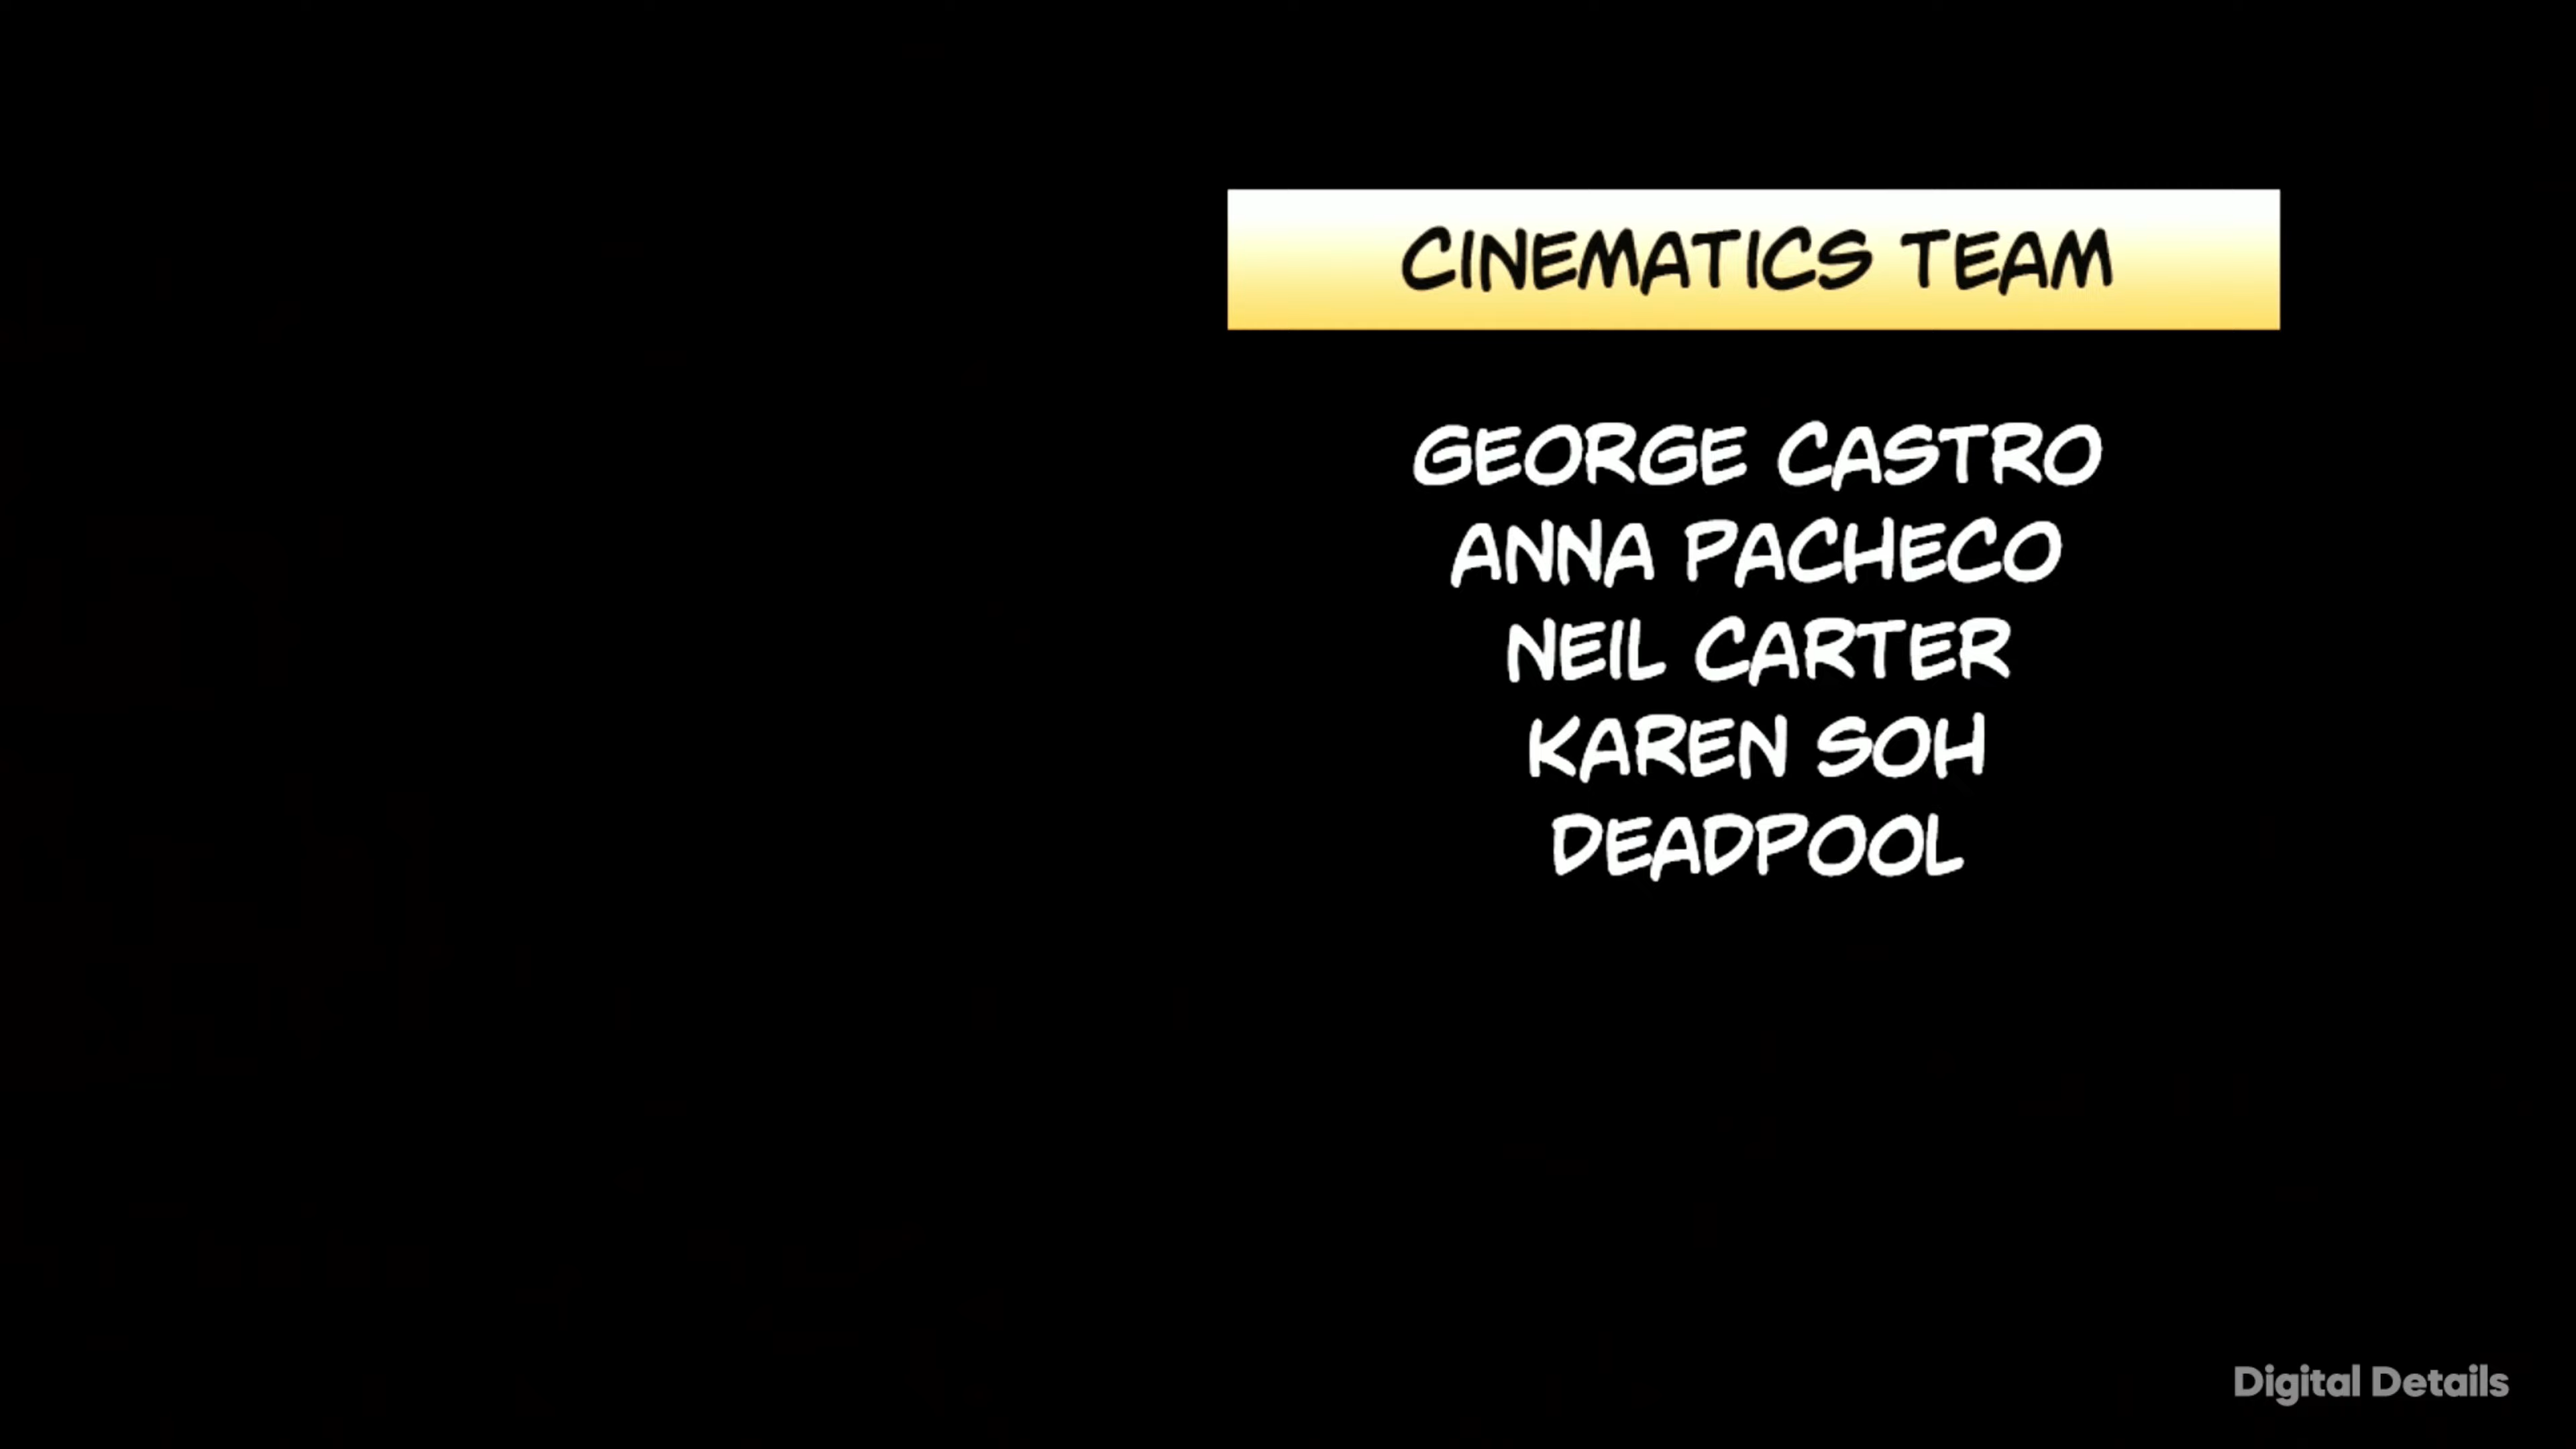 CINEMATICS TEAM
GEORGE CASTRO
ANNA PACHECO
NEIL CARTER
KAREN SOH
DEADPOOL
Digital Details